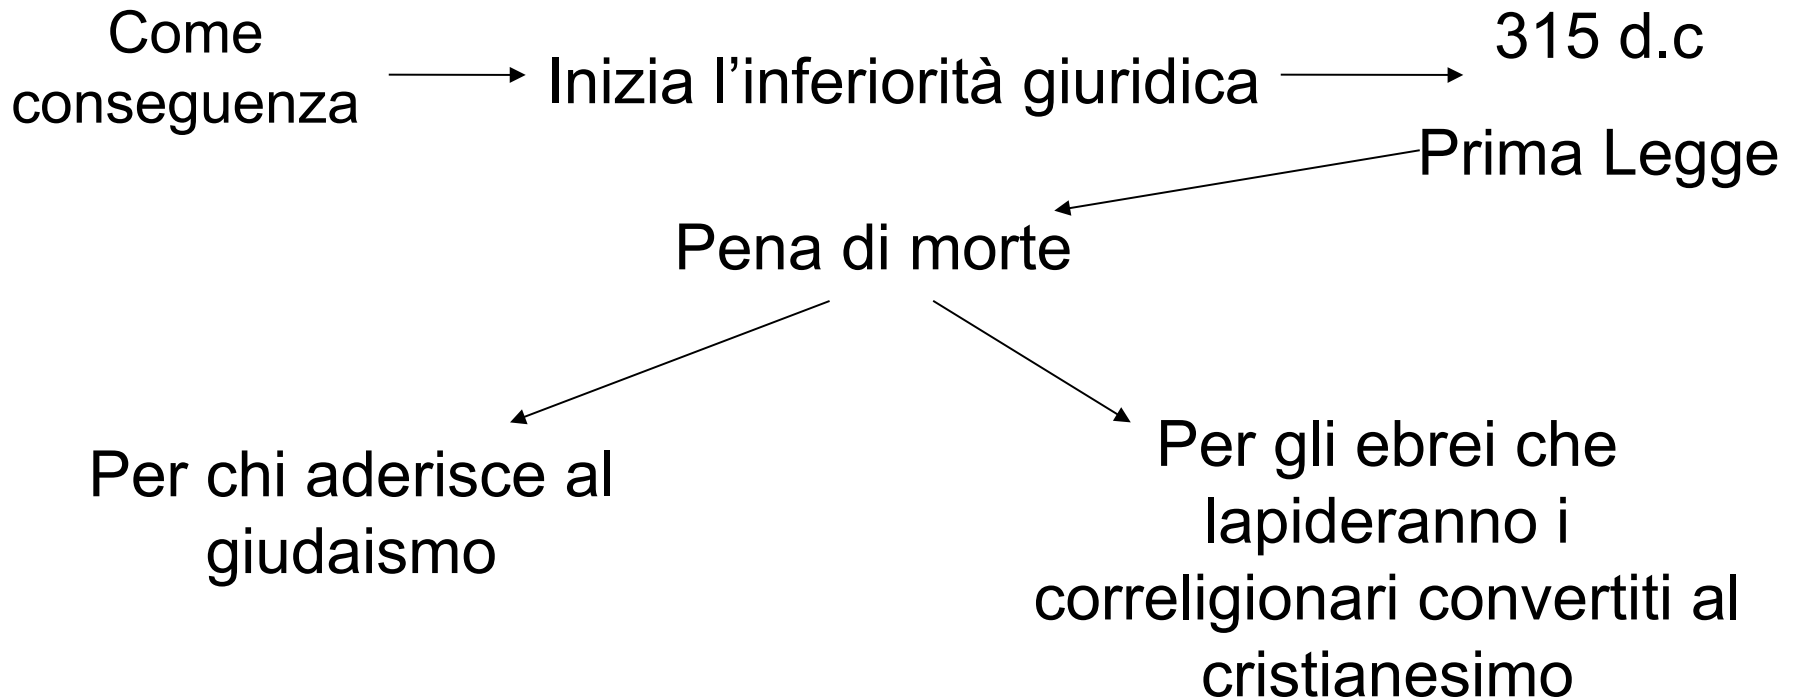 Come
conseguenza
Inizia l’inferiorità giuridica
315 d.c
Prima Legge
Pena di morte
Per chi aderisce al
giudaismo
Per gli ebrei che
lapideranno i
correligionari convertiti al
cristianesimo